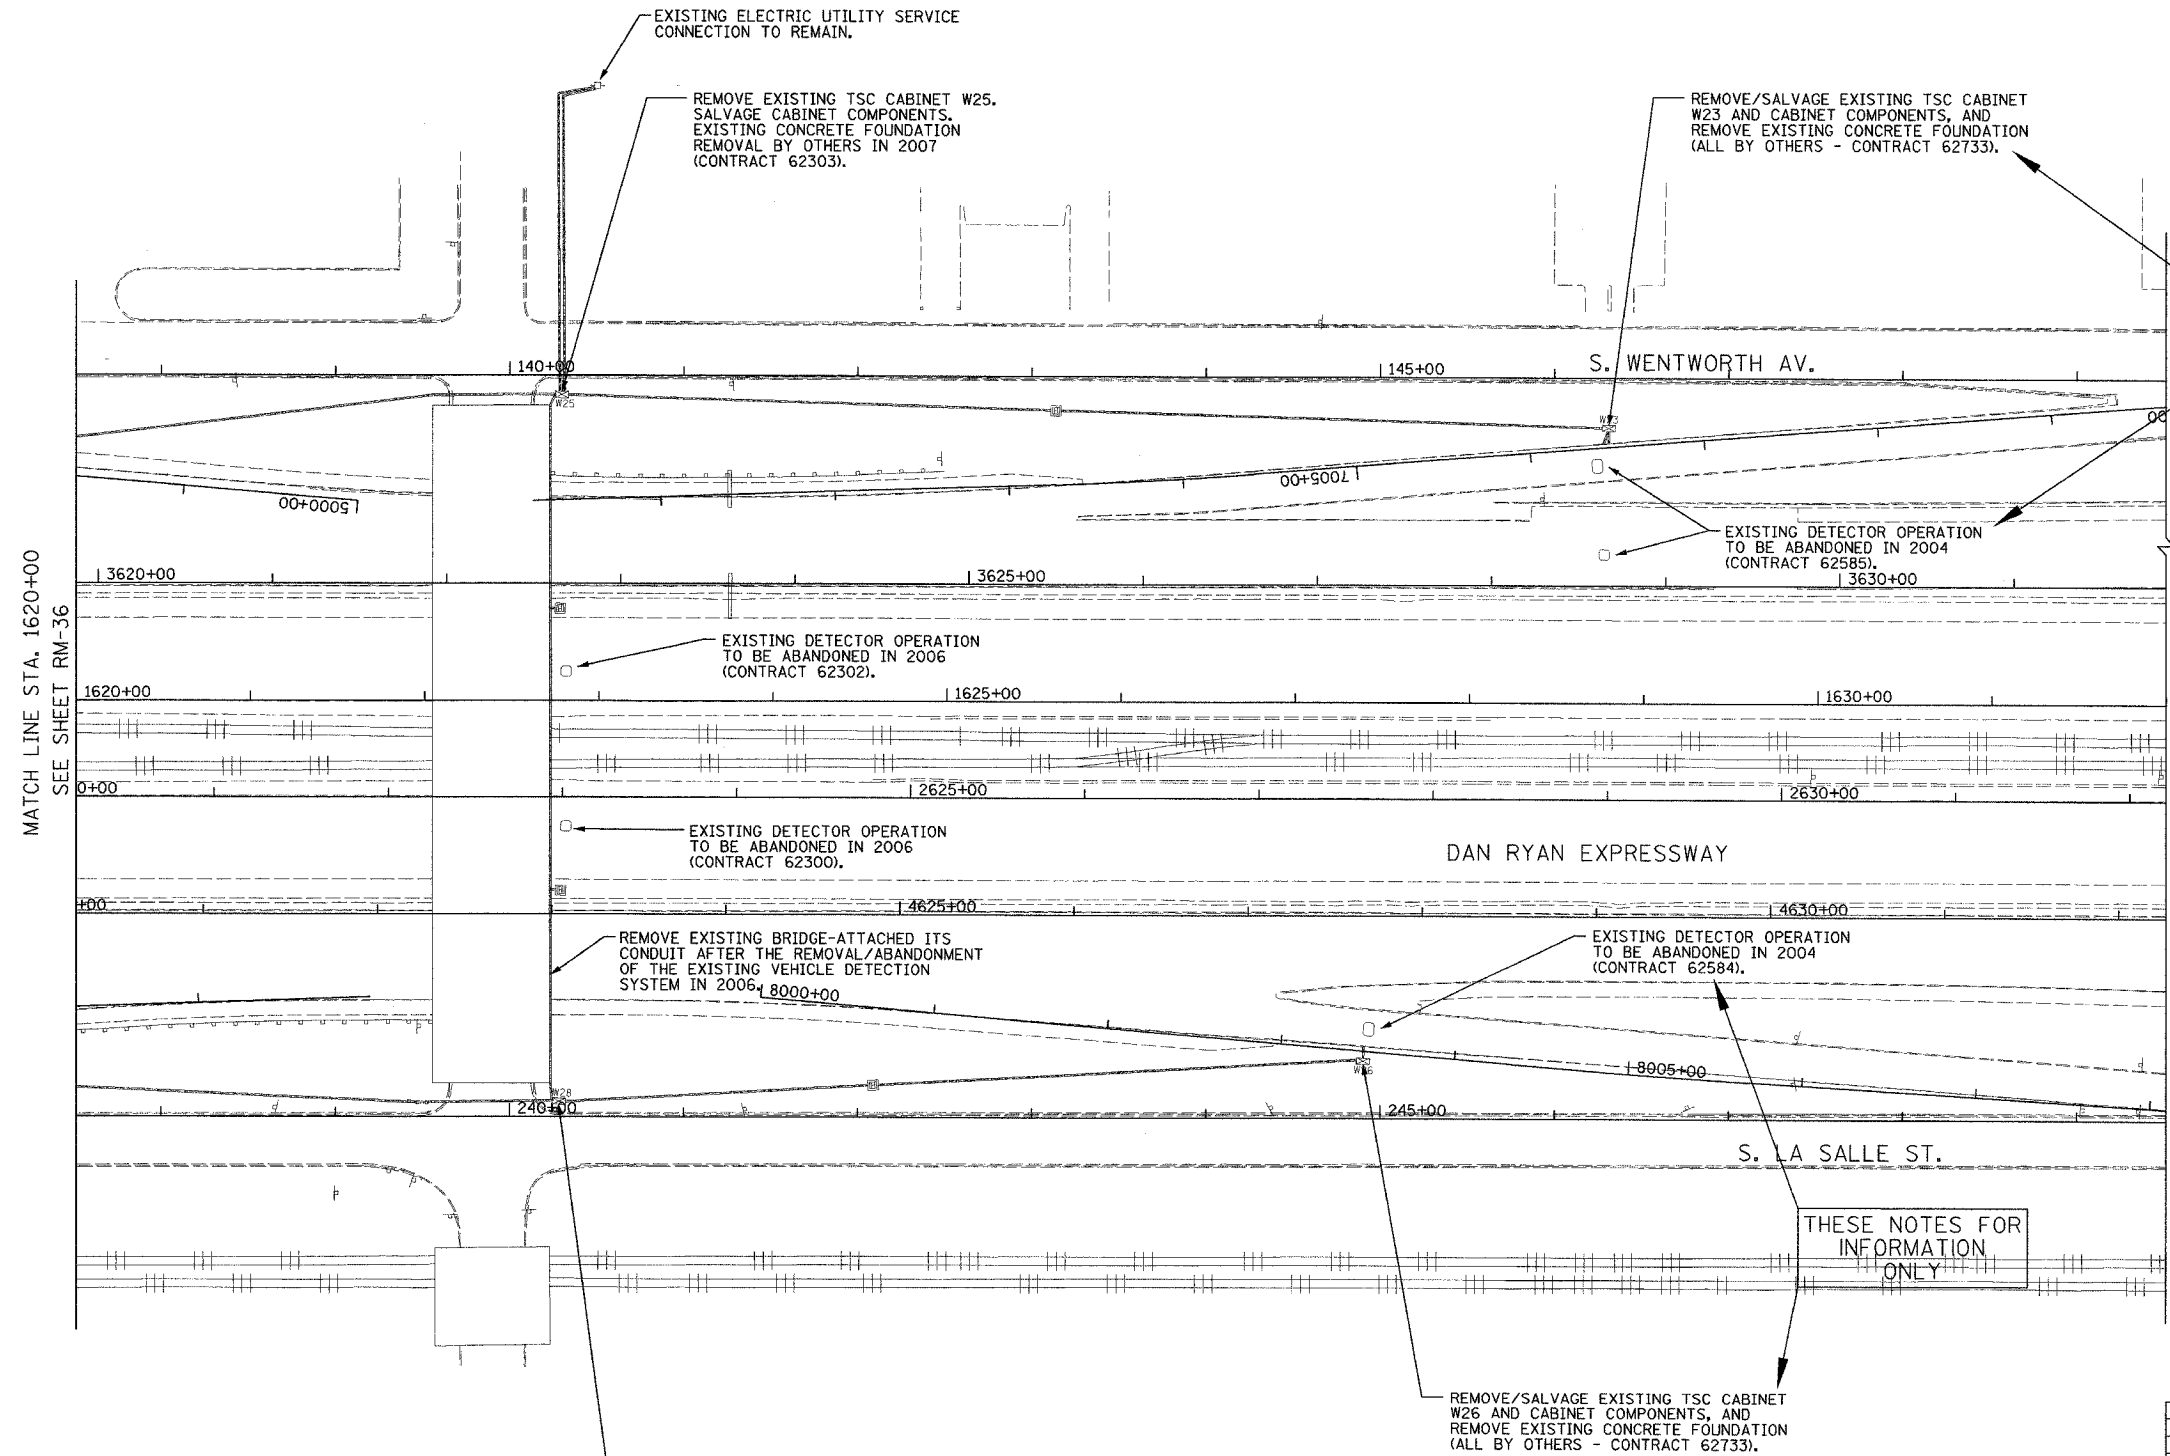 EXISTING ELECTRIC UTILITY SERVICE
CONNECTION TO REMAIN.
REMOVE EXISTING TSC CABINET W25.
SALVAGE CABINET COMPONENTS.
EXISTING CONCRETE FOUNDATION
REMOVAL BY OTHERS IN 2007
(CONTRACT 62303).
REMOVE/SALVAGE EXISTING TSC CABINET
W23 AND CABINET COMPONENTS, AND
REMOVE EXISTING CONCRETE FOUNDATION
(ALL BY OTHERS - CONTRACT 62733).
140+00
145+00
S. WENTWORTH AV.
W25
W23
00
5000+00
7005+00
EXISTING DETECTOR OPERATION
TO BE ABANDONED IN 2004
(CONTRACT 62585).
MATCH LINE STA. 1620+00
SEE SHEET RM-36
3620+00
3625+00
3630+00
EXISTING DETECTOR OPERATION
TO BE ABANDONED IN 2006
(CONTRACT 62302).
1620+00
1625+00
1630+00
0+00
2625+00
2630+00
EXISTING DETECTOR OPERATION
TO BE ABANDONED IN 2006
(CONTRACT 62300).
DAN RYAN EXPRESSWAY
+00
4625+00
4630+00
REMOVE EXISTING BRIDGE-ATTACHED ITS
CONDUIT AFTER THE REMOVAL/ABANDONMENT
OF THE EXISTING VEHICLE DETECTION
SYSTEM IN 2006.
EXISTING DETECTOR OPERATION
TO BE ABANDONED IN 2004
(CONTRACT 62584).
8000+00
W26
8005+00
W28
240+00
245+00
S. LA SALLE ST.
THESE NOTES FOR
INFORMATION
ONLY
REMOVE/SALVAGE EXISTING TSC CABINET
W26 AND CABINET COMPONENTS, AND
REMOVE EXISTING CONCRETE FOUNDATION
(ALL BY OTHERS - CONTRACT 62733).